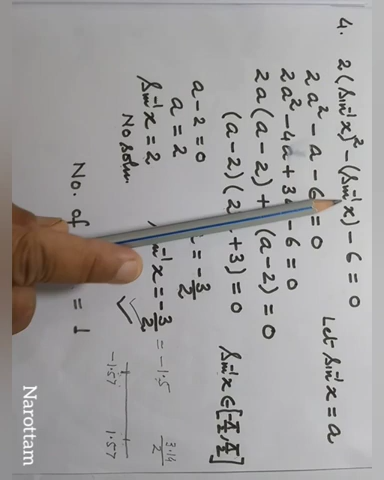 4. 2(sin⁻¹x)² - (sin⁻¹x) - 6 = 0
Let sin⁻¹x = a
2a² - a - 6 = 0
2a² - 4a + 3 - 6 = 0
2a(a-2) + (a-2) = 0
(a-2)(2 +3) = 0
sin⁻¹x ∈ [-π/2, π/2]
a-2=0
a=2
= -3/2
sin⁻¹x = 2,
sin⁻¹x = -3/2 = -1.5
3.14/2
No soln.
-1.57 1.57
No. of = 1
Narottam